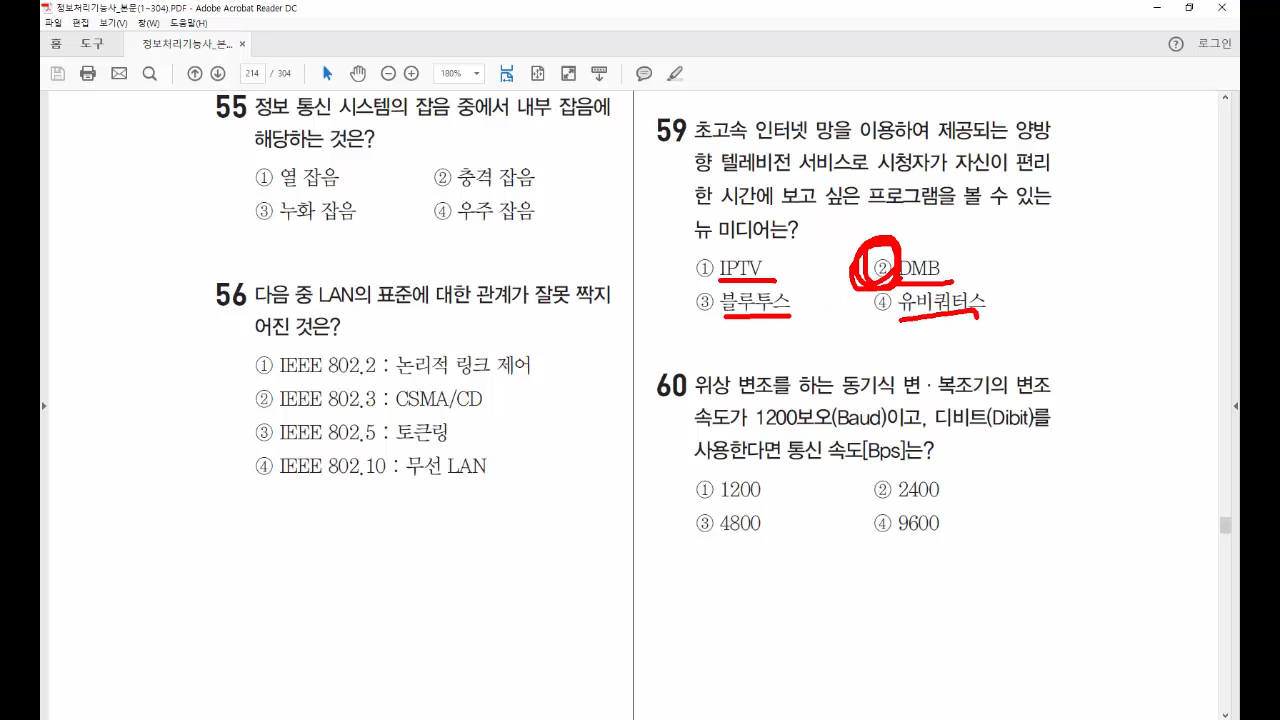 정보처리기능사_본문(1~304).PDF - Adobe Acrobat Reader DC
파일 편집 보기(V) 창(W) 도움말(H)
홈 도구 정보처리기능사_본... × 로그인
214 / 304 180%
55 정보 통신 시스템의 잡음 중에서 내부 잡음에
해당하는 것은?
① 열 잡음 ② 충격 잡음
③ 누화 잡음 ④ 우주 잡음
56 다음 중 LAN의 표준에 대한 관계가 잘못 짝지
어진 것은?
① IEEE 802.2 : 논리적 링크 제어
② IEEE 802.3 : CSMA/CD
③ IEEE 802.5 : 토큰링
④ IEEE 802.10 : 무선 LAN
59 초고속 인터넷 망을 이용하여 제공되는 양방
향 텔레비전 서비스로 시청자가 자신이 편리
한 시간에 보고 싶은 프로그램을 볼 수 있는
뉴 미디어는?
① IPTV ② DMB
③ 블루투스 ④ 유비쿼터스
60 위상 변조를 하는 동기식 변·복조기의 변조
속도가 1200보오(Baud)이고, 디비트(Dibit)를
사용한다면 통신 속도[Bps]는?
① 1200 ② 2400
③ 4800 ④ 9600